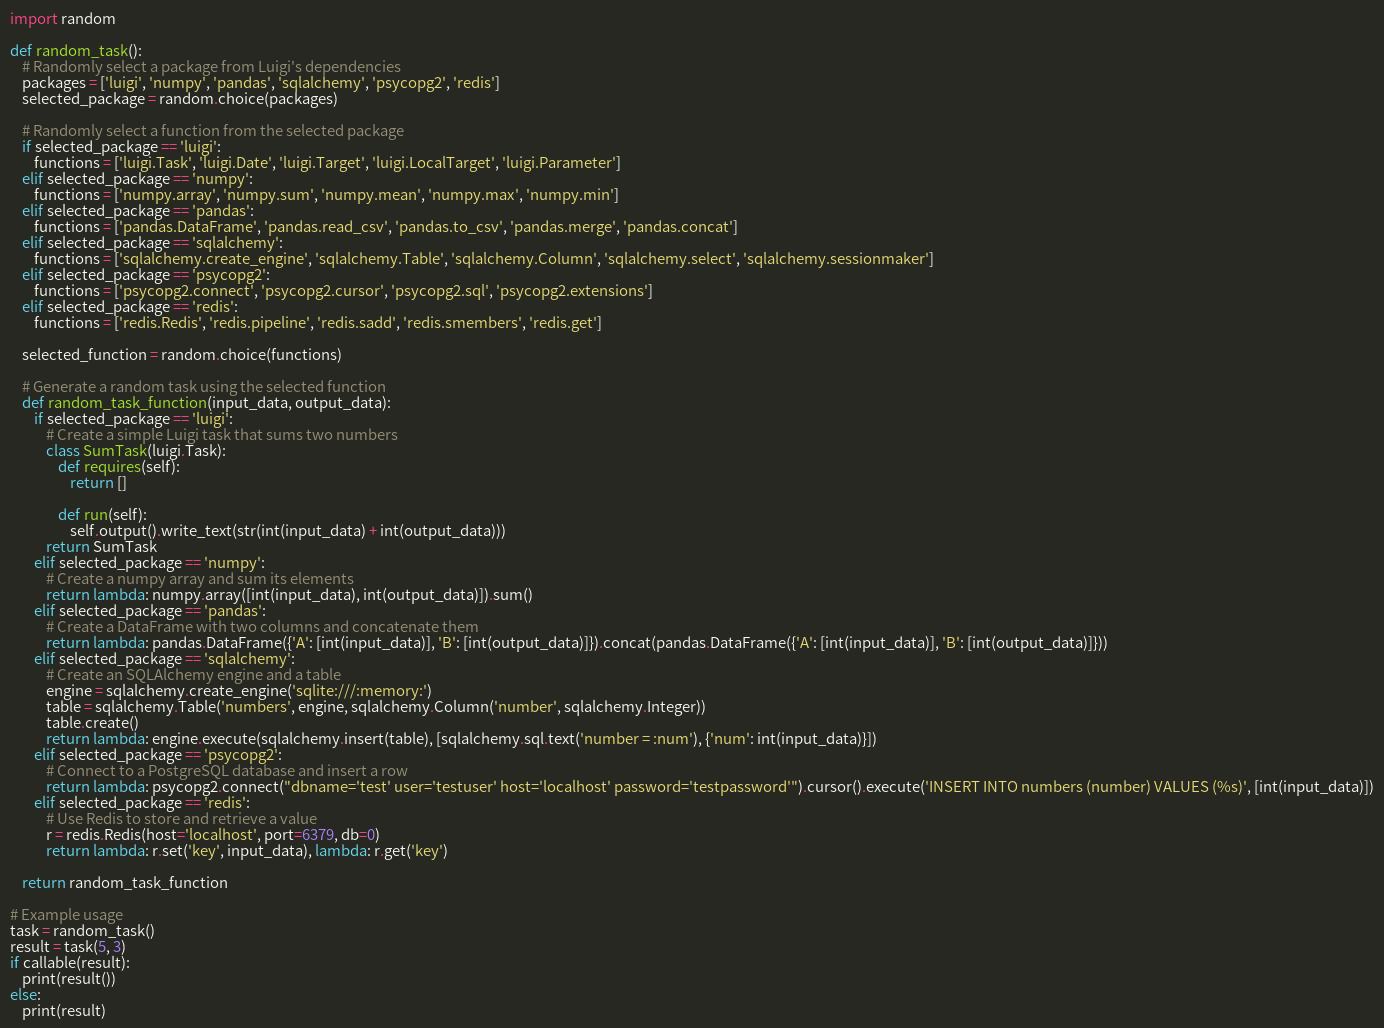 import random
def random_task():
# Randomly select a package from Luigi's dependencies
packages = ['luigi', 'numpy', 'pandas', 'sqlalchemy', 'psycopg2', 'redis']
selected_package = random.choice(packages)
# Randomly select a function from the selected package
if selected_package == 'luigi':
functions = ['luigi.Task', 'luigi.Date', 'luigi.Target', 'luigi.LocalTarget', 'luigi.Parameter']
elif selected_package == 'numpy':
functions = ['numpy.array', 'numpy.sum', 'numpy.mean', 'numpy.max', 'numpy.min']
elif selected_package == 'pandas':
functions = ['pandas.DataFrame', 'pandas.read_csv', 'pandas.to_csv', 'pandas.merge', 'pandas.concat']
elif selected_package == 'sqlalchemy':
functions = ['sqlalchemy.create_engine', 'sqlalchemy.Table', 'sqlalchemy.Column', 'sqlalchemy.select', 'sqlalchemy.sessionmaker']
elif selected_package == 'psycopg2':
functions = ['psycopg2.connect', 'psycopg2.cursor', 'psycopg2.sql', 'psycopg2.extensions']
elif selected_package == 'redis':
functions = ['redis.Redis', 'redis.pipeline', 'redis.sadd', 'redis.smembers', 'redis.get']
selected_function = random.choice(functions)
# Generate a random task using the selected function
def random_task_function(input_data, output_data):
if selected_package == 'luigi':
# Create a simple Luigi task that sums two numbers
class SumTask(luigi.Task):
def requires(self):
return []
def run(self):
self.output().write_text(str(int(input_data) + int(output_data)))
return SumTask
elif selected_package == 'numpy':
# Create a numpy array and sum its elements
return lambda: numpy.array([int(input_data), int(output_data)]).sum()
elif selected_package == 'pandas':
# Create a DataFrame with two columns and concatenate them
return lambda: pandas.DataFrame({'A': [int(input_data)], 'B': [int(output_data)]}).concat(pandas.DataFrame({'A': [int(input_data)], 'B': [int(output_data)]}))
elif selected_package == 'sqlalchemy':
# Create an SQLAlchemy engine and a table
engine = sqlalchemy.create_engine('sqlite:///:memory:')
table = sqlalchemy.Table('numbers', engine, sqlalchemy.Column('number', sqlalchemy.Integer))
table.create()
return lambda: engine.execute(sqlalchemy.insert(table), [sqlalchemy.sql.text('number = :num'), {'num': int(input_data)}])
elif selected_package == 'psycopg2':
# Connect to a PostgreSQL database and insert a row
return lambda: psycopg2.connect("dbname='test' user='testuser' host='localhost' password='testpassword'").cursor().execute('INSERT INTO numbers (number) VALUES (%s)', [int(input_data)])
elif selected_package == 'redis':
# Use Redis to store and retrieve a value
r = redis.Redis(host='localhost', port=6379, db=0)
return lambda: r.set('key', input_data), lambda: r.get('key')
return random_task_function
# Example usage
task = random_task()
result = task(5, 3)
if callable(result):
print(result())
else:
print(result)